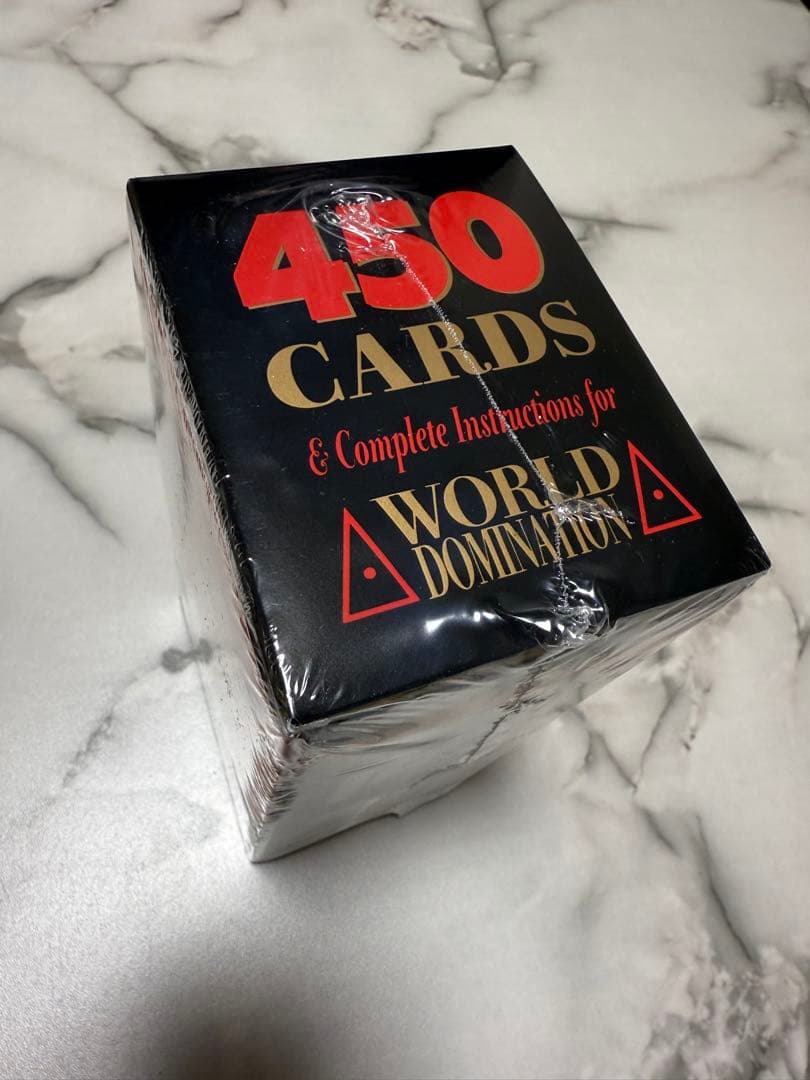 450
CARDS
& Complete Instructions for
WORLD
DOMINATION